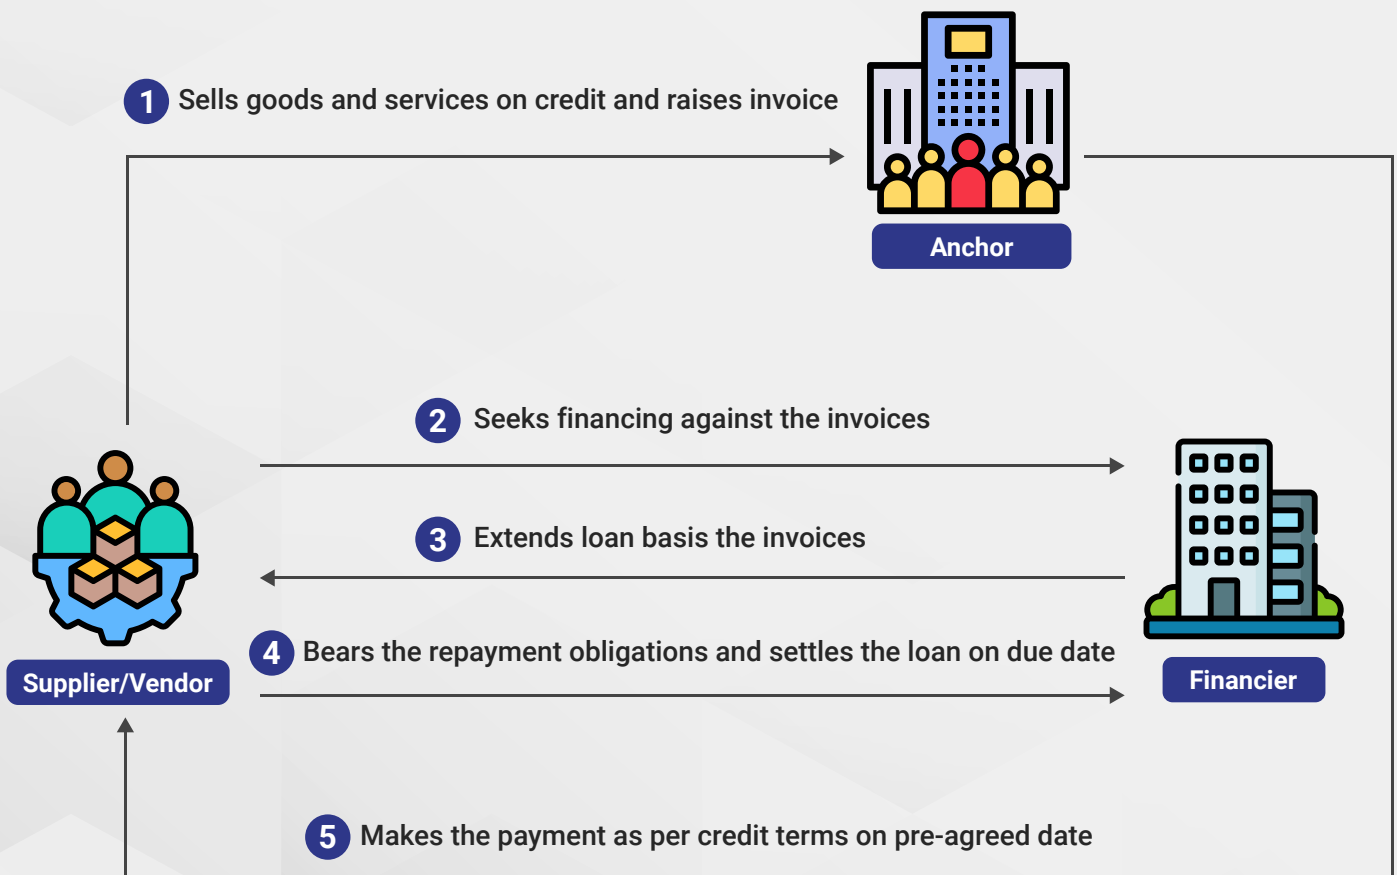 1 Sells goods and services on credit and raises invoice
Anchor
2 Seeks financing against the invoices
3 Extends loan basis the invoices
4 Bears the repayment obligations and settles the loan on due date
Supplier/Vendor
Financier
5 Makes the payment as per credit terms on pre-agreed date